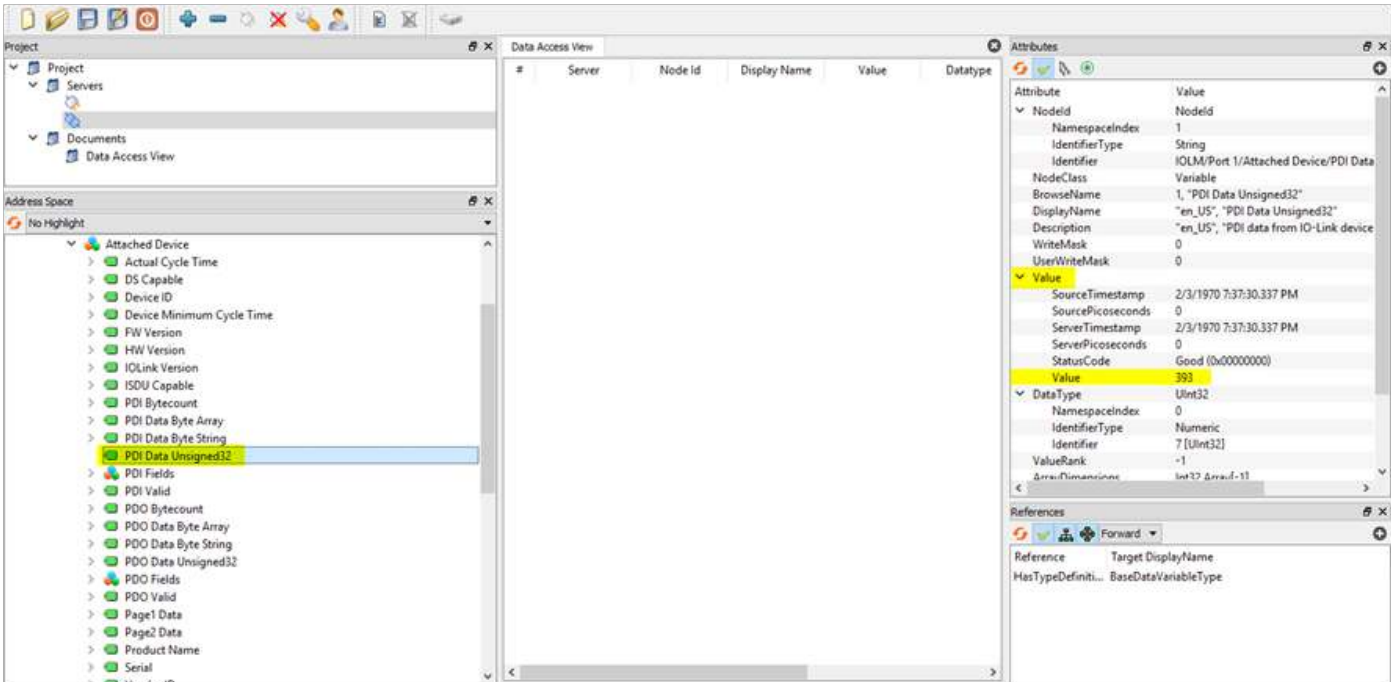 Project
Project
Servers
Documents
Data Access View
Address Space
No Highlight
Attached Device
Actual Cycle Time
DS Capable
Device ID
Device Minimum Cycle Time
FW Version
HW Version
IOLink Version
ISDU Capable
PDI Bytecount
PDI Data Byte Array
PDI Data Byte String
PDI Data Unsigned32
PDI Fields
PDI Valid
PDO Bytecount
PDO Data Byte Array
PDO Data Byte String
PDO Data Unsigned32
PDO Fields
PDO Valid
Page1 Data
Page2 Data
Product Name
Serial
Data Access View
# Server Node Id Display Name Value Datatype
Attributes
Attribute Value
NodeId NodeId
NamespaceIndex 1
IdentifierType String
Identifier IOLM/Port 1/Attached Device/PDI Data
NodeClass Variable
BrowseName 1, "PDI Data Unsigned32"
DisplayName "en_US", "PDI Data Unsigned32"
Description "en_US", "PDI data from IO-Link device
WriteMask 0
UserWriteMask 0
Value
SourceTimestamp 2/3/1970 7:37:30.337 PM
SourcePicoseconds 0
ServerTimestamp 2/3/1970 7:37:30.337 PM
ServerPicoseconds 0
StatusCode Good (0x00000000)
Value 393
DataType UInt32
NamespaceIndex 0
IdentifierType Numeric
Identifier 7 [UInt32]
ValueRank -1
ArrayDimensions Int32 Array[-1]
References
Forward
Reference Target DisplayName
HasTypeDefiniti... BaseDataVariableType